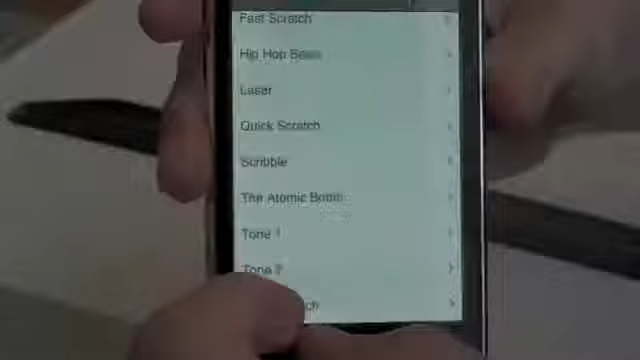 Fast Scratch
Hip Hop Beats
Laser
Quick Scratch
Scribble
The Atomic Bomb
Tone 1
Tone 2